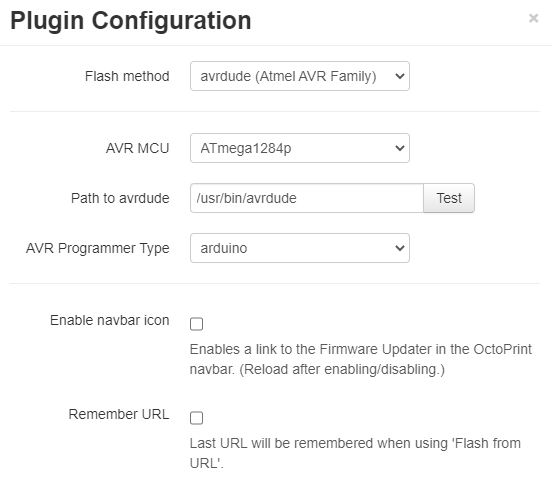 Plugin Configuration ×
Flash method avrdude (Atmel AVR Family)
AVR MCU ATmega1284p
Path to avrdude /usr/bin/avrdude Test
AVR Programmer Type arduino
Enable navbar icon
Enables a link to the Firmware Updater in the OctoPrint
navbar. (Reload after enabling/disabling.)
Remember URL
Last URL will be remembered when using 'Flash from
URL'.